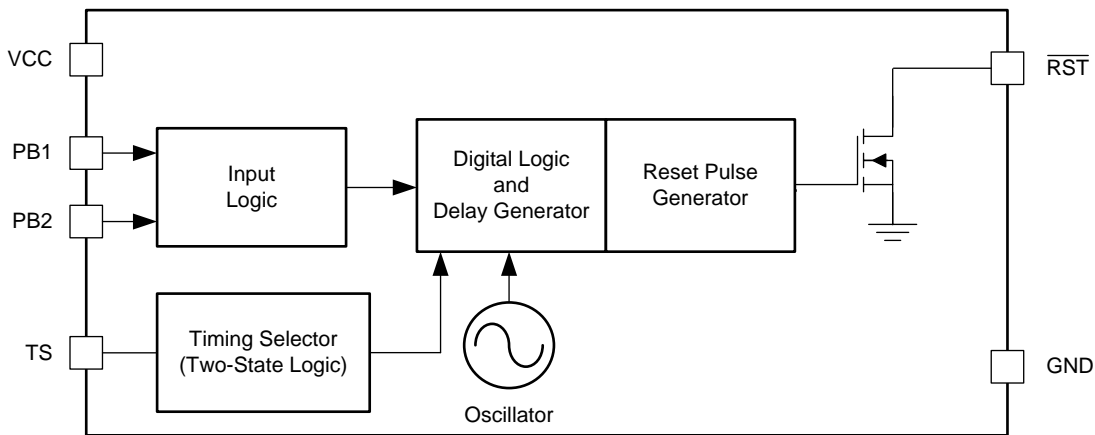 VCC
PB1
PB2
TS
Input
Logic
Timing Selector
(Two-State Logic)
Digital Logic
and
Delay Generator
Reset Pulse
Generator
Oscillator
RST
GND